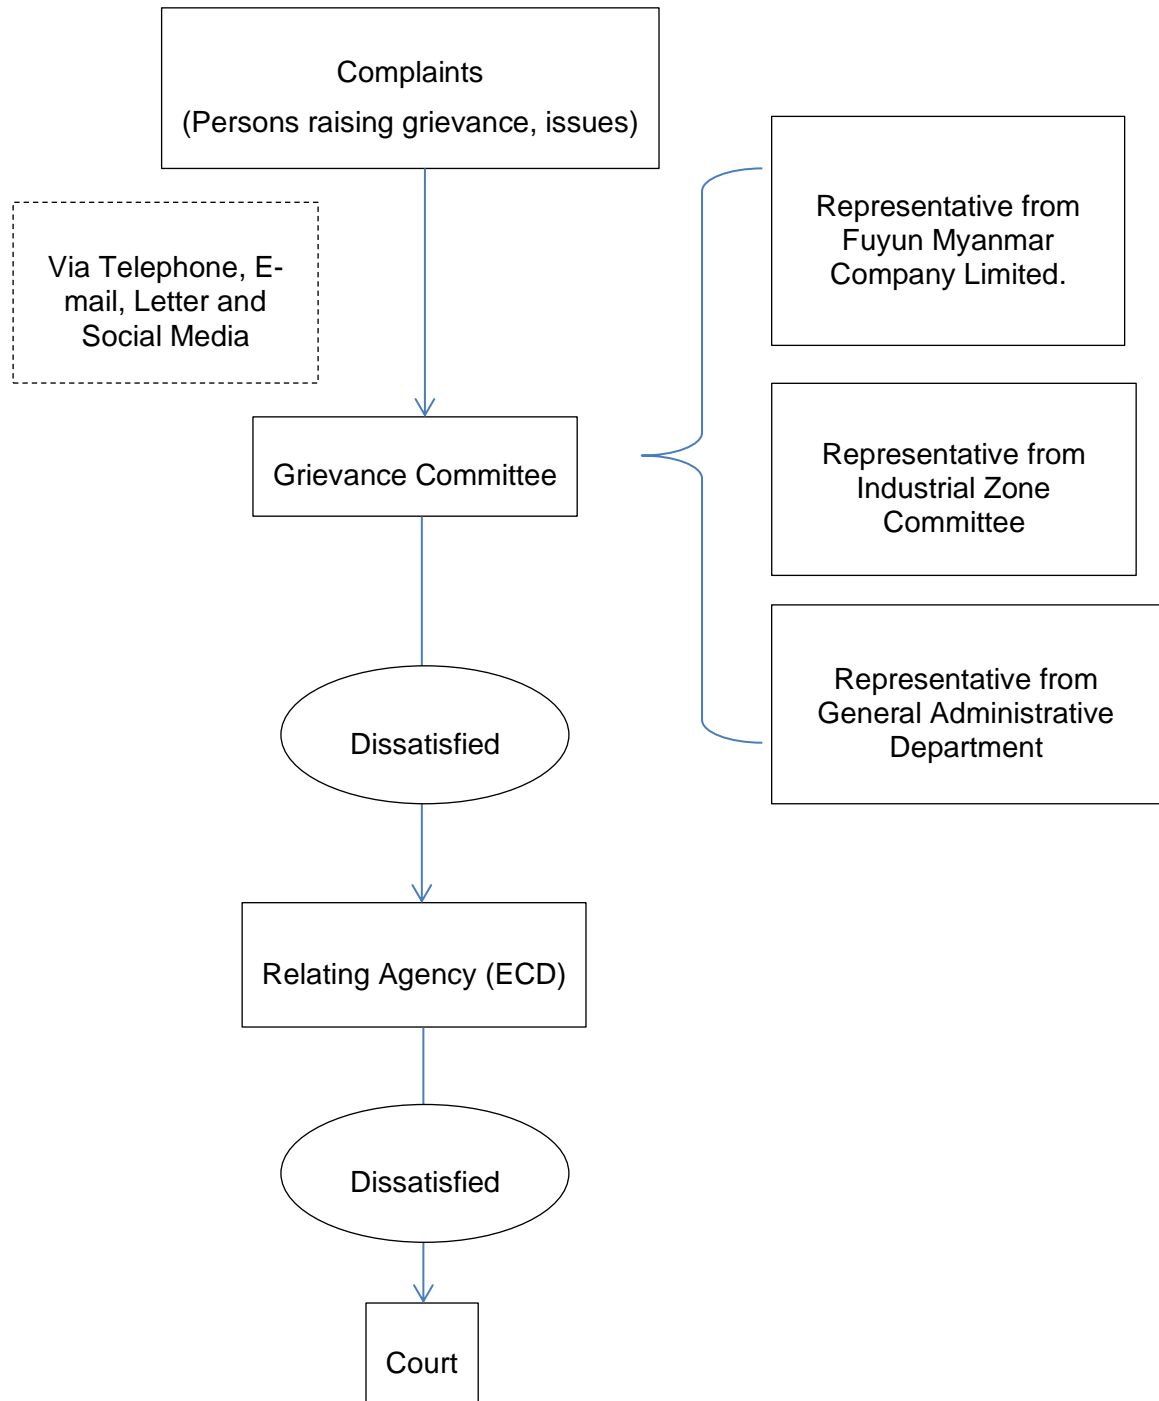 Complaints
(Persons raising grievance, issues)
Via Telephone, E-
mail, Letter and
Social Media
Grievance Committee
Representative from
Fuyun Myanmar
Company Limited.
Representative from
Industrial Zone
Committee
Representative from
General Administrative
Department
Dissatisfied
Relating Agency (ECD)
Dissatisfied
Court